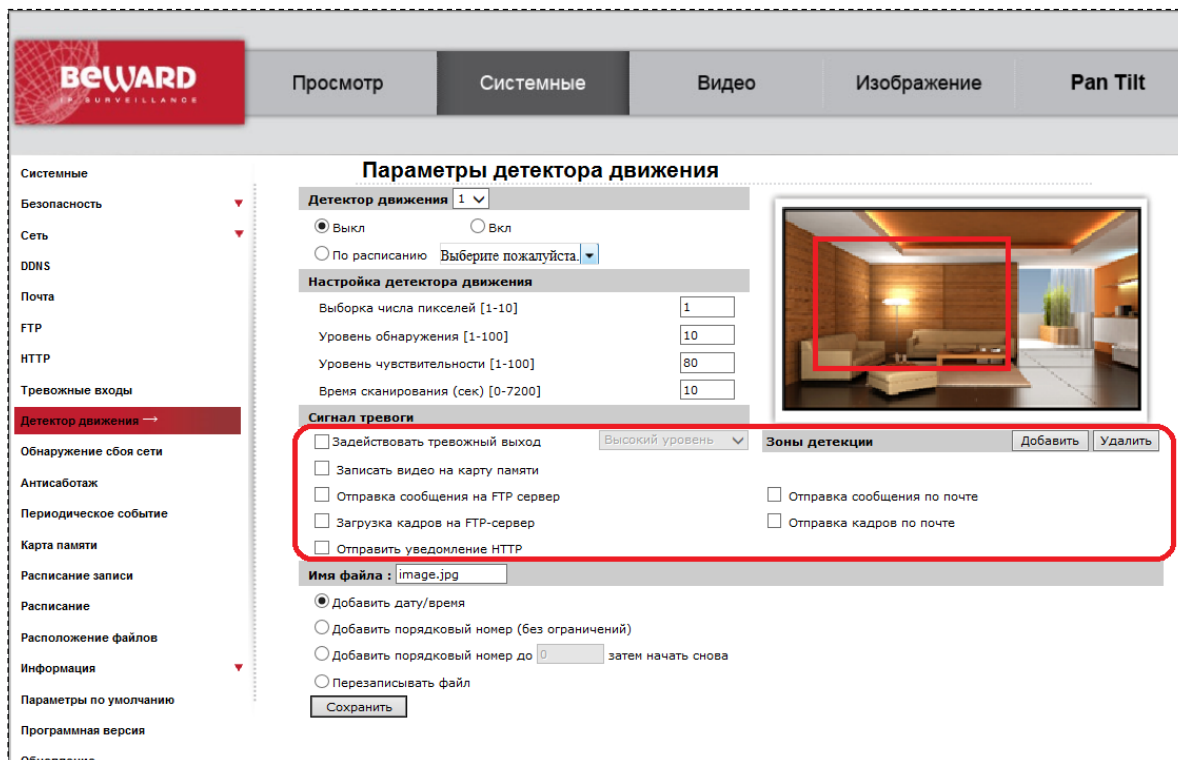 BEWARD
IP SURVEILLANCE
Просмотр
Системные
Видео
Изображение
Pan Tilt
Системные
Безопасность
Сеть
DDNS
Почта
FTP
HTTP
Тревожные входы
Детектор движения →
Обнаружение сбоя сети
Антисаботаж
Периодическое событие
Карта памяти
Расписание записи
Расписание
Расположение файлов
Информация
Параметры по умолчанию
Программная версия
Обновление
Параметры детектора движения
Детектор движения 1
Выкл Вкл
По расписанию Выберите пожалуйста.
Настройка детектора движения
Выборка числа пикселей [1-10] 1
Уровень обнаружения [1-100] 10
Уровень чувствительности [1-100] 80
Время сканирования (сек) [0-7200] 10
Сигнал тревоги
Задействовать тревожный выход Высокий уровень Зоны детекции Добавить Удалить
Записать видео на карту памяти
Отправка сообщения на FTP сервер Отправка сообщения по почте
Загрузка кадров на FTP-сервер Отправка кадров по почте
Отправить уведомление HTTP
Имя файла : image.jpg
Добавить дату/время
Добавить порядковый номер (без ограничений)
Добавить порядковый номер до 0 затем начать снова
Перезаписывать файл
Сохранить